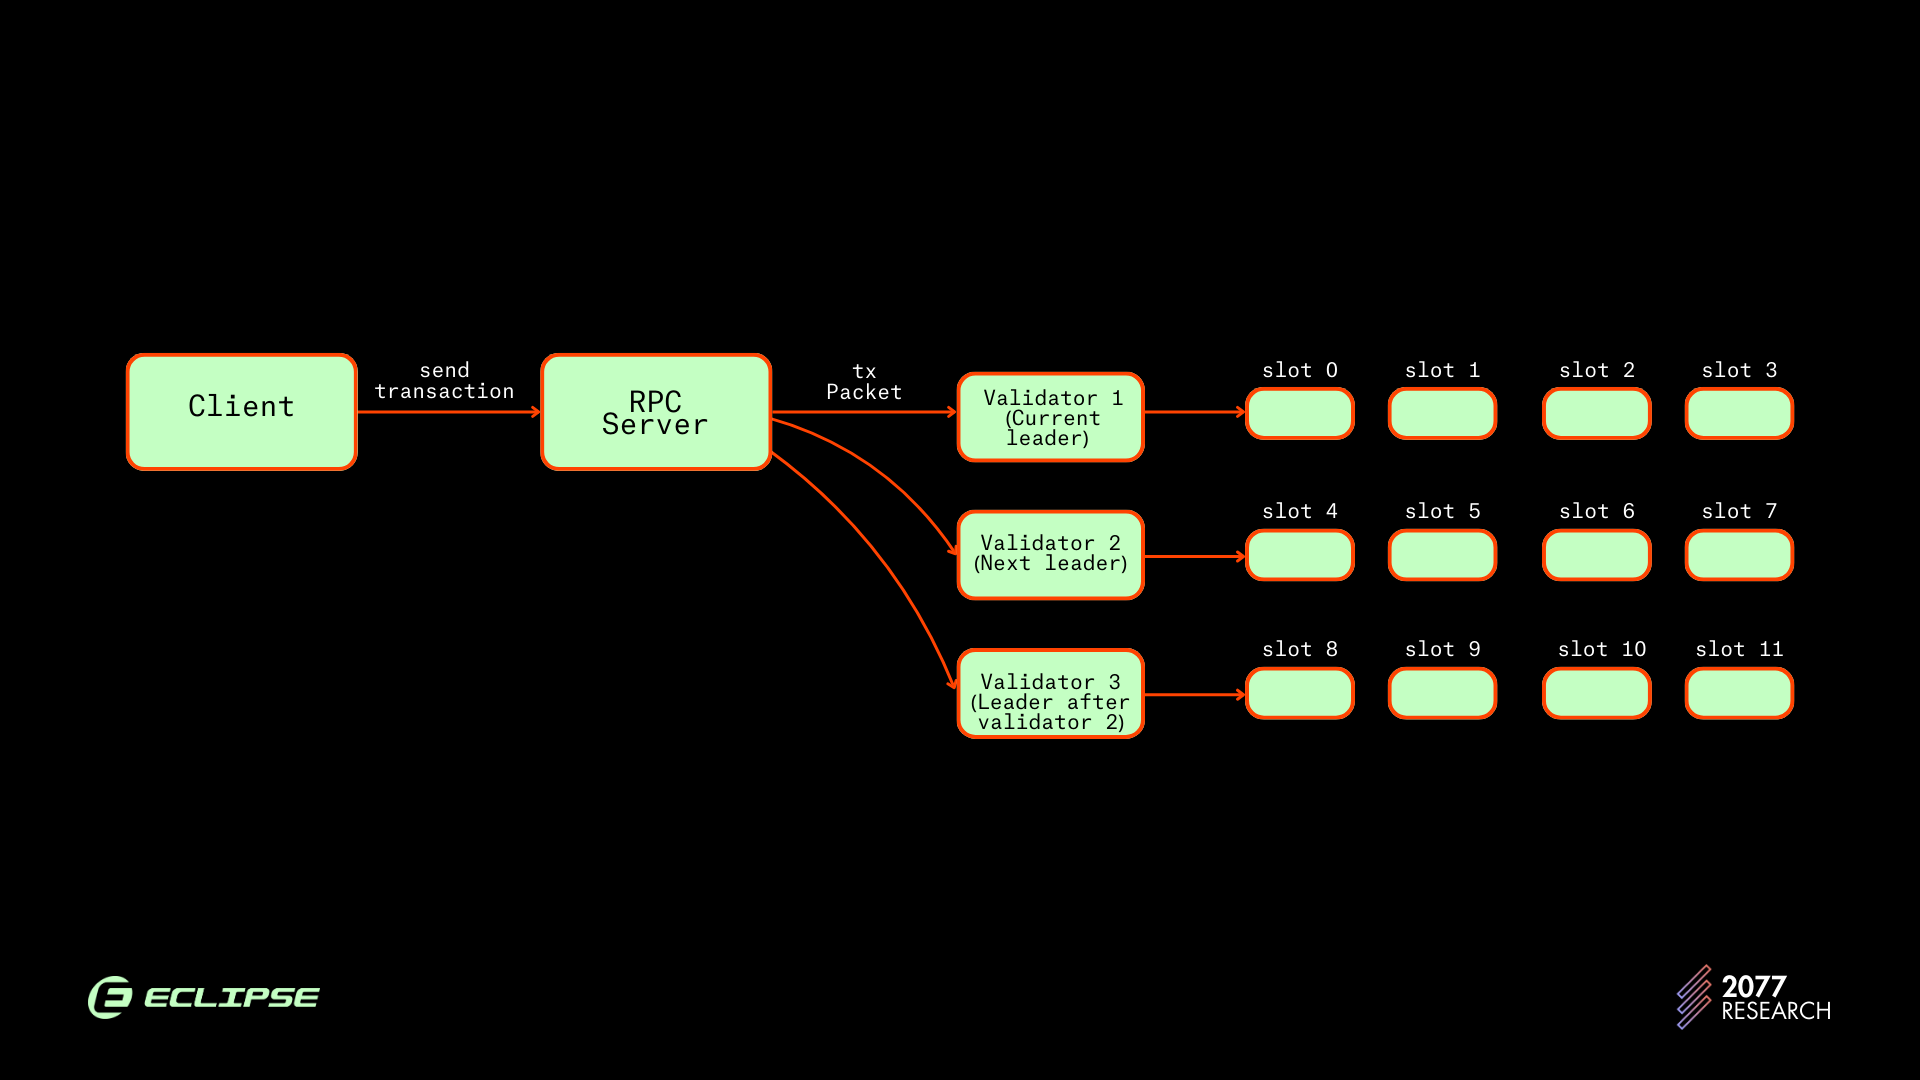 Client
send
transaction
RPC
Server
tx
Packet
Validator 1
(Current
leader)
slot 0
slot 1
slot 2
slot 3
Validator 2
(Next leader)
slot 4
slot 5
slot 6
slot 7
Validator 3
(Leader after
validator 2)
slot 8
slot 9
slot 10
slot 11
ECLIPSE
2077
RESEARCH